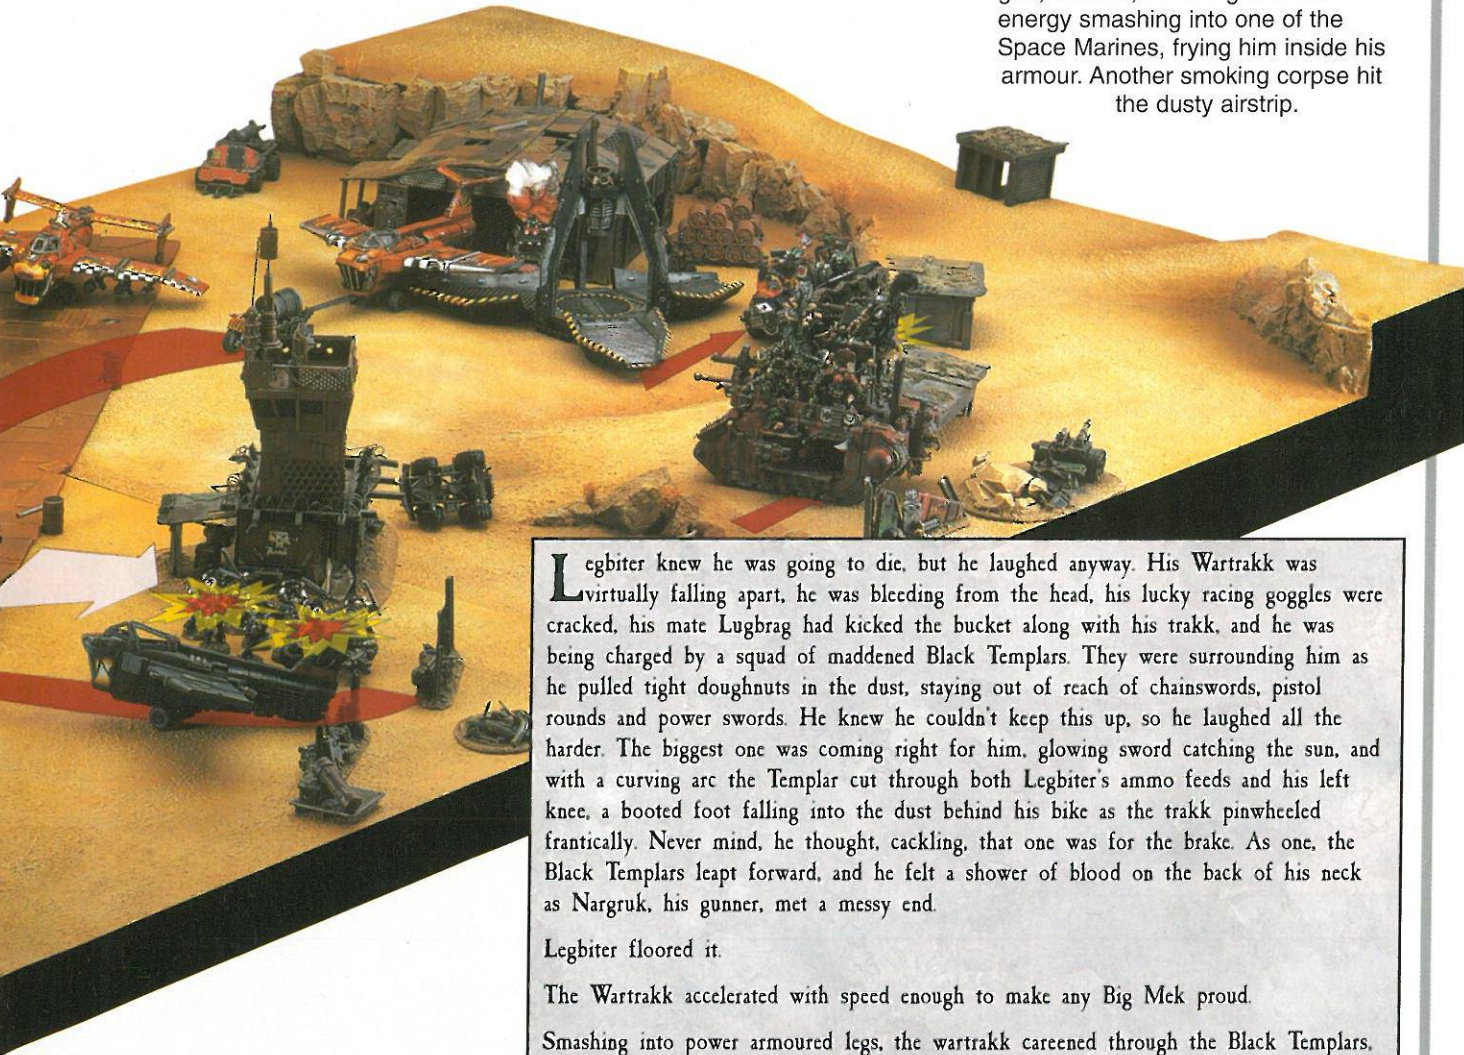 energy smashing into one of the
Space Marines, frying him inside his
armour. Another smoking corpse hit
the dusty airstrip.
Legbiter knew he was going to die, but he laughed anyway. His Wartrakk was
virtually falling apart, he was bleeding from the head, his lucky racing goggles were
cracked, his mate Lugbrag had kicked the bucket along with his trakk, and he was
being charged by a squad of maddened Black Templars. They were surrounding him as
he pulled tight doughnuts in the dust, staying out of reach of chainswords, pistol
rounds and power swords. He knew he couldn't keep this up, so he laughed all the
harder. The biggest one was coming right for him, glowing sword catching the sun, and
with a curving arc the Templar cut through both Legbiter's ammo feeds and his left
knee, a booted foot falling into the dust behind his bike as the trakk pinwheeled
frantically. Never mind, he thought, cackling, that one was for the brake. As one, the
Black Templars leapt forward, and he felt a shower of blood on the back of his neck
as Nargruk, his gunner, met a messy end.
Legbiter floored it.
The Wartrakk accelerated with speed enough to make any Big Mek proud.
Smashing into power armoured legs, the wartrakk careened through the Black Templars,